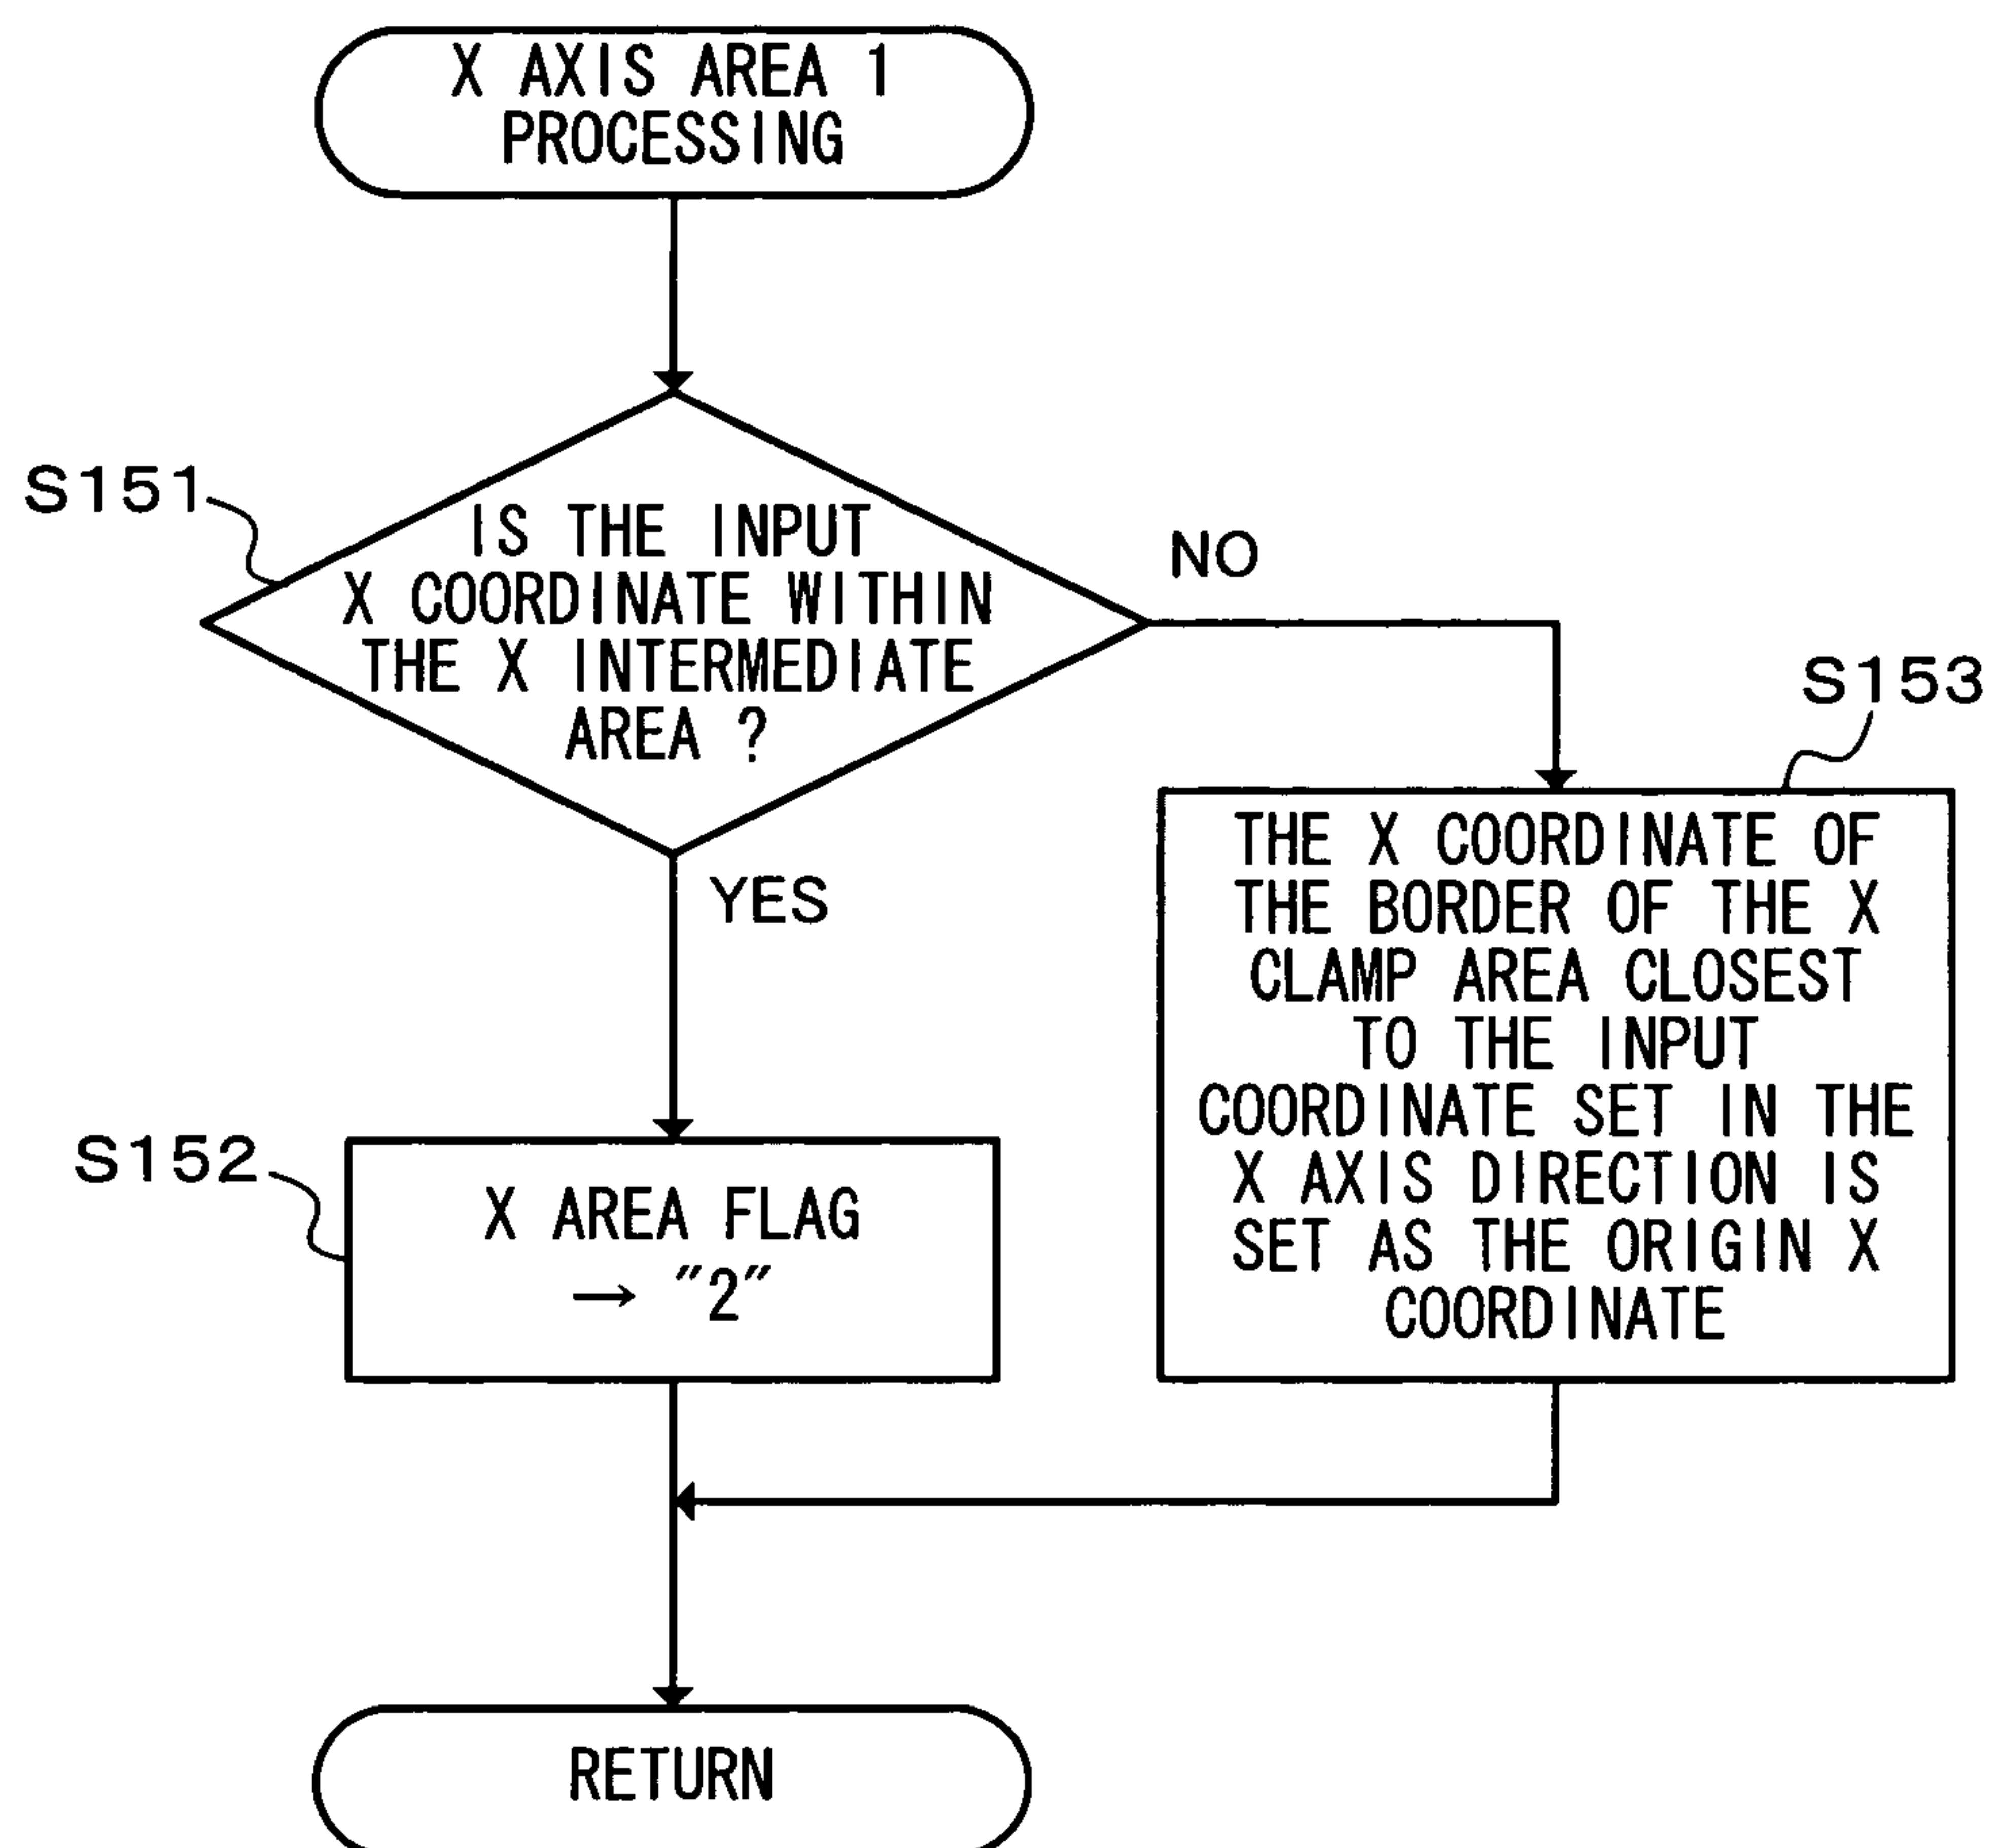 X AXIS AREA 1
PROCESSING
S151
IS THE INPUT
X COORDINATE WITHIN
THE X INTERMEDIATE
AREA ?
NO
YES
S153
THE X COORDINATE OF
THE BORDER OF THE X
CLAMP AREA CLOSEST
TO THE INPUT
COORDINATE SET IN THE
X AXIS DIRECTION IS
SET AS THE ORIGIN X
COORDINATE
S152
X AREA FLAG
→ "2"
RETURN